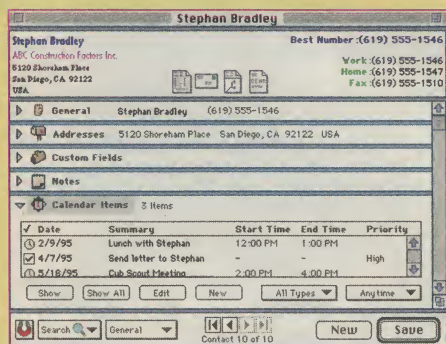 Stephan Bradley
Stephan Bradley
Best Number :(619) 555-1546
ABC Construction Factors Inc.
5120 Shoreham Place
San Diego, CA 92122
USA
Work :(619) 555-1546
Home :(619) 555-1547
Fax :(619) 555-1510
General Stephan Bradley (619) 555-1546
Addresses 5120 Shoreham Place San Diego, CA 92122 USA
Custom Fields
Notes
Calendar Items 3 Items
✓ Date Summary Start Time End Time Priority
2/9/95 Lunch with Stephan 12:00 PM 1:00 PM
4/7/95 Send letter to Stephan - - High
5/18/95 Cub Scout Meeting 2:00 PM 4:00 PM
Show Show All Edit New All Types Anytime
Search General Contact 10 of 10 New Save